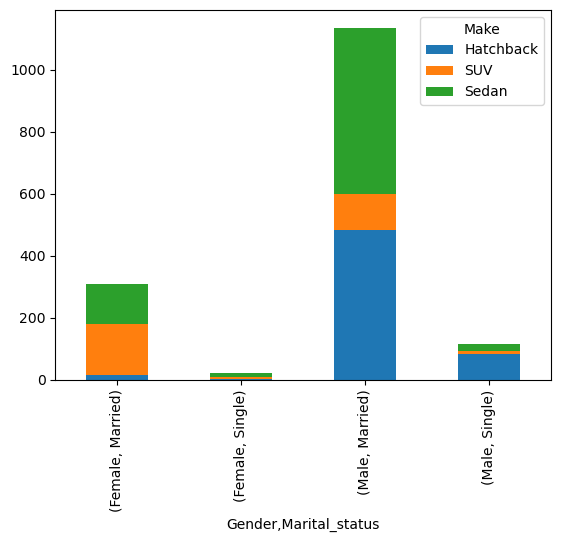 Make
Hatchback
SUV
Sedan
1000
800
600
400
200
0
(Female, Married)
(Female, Single)
(Male, Married)
(Male, Single)
Gender,Marital_status